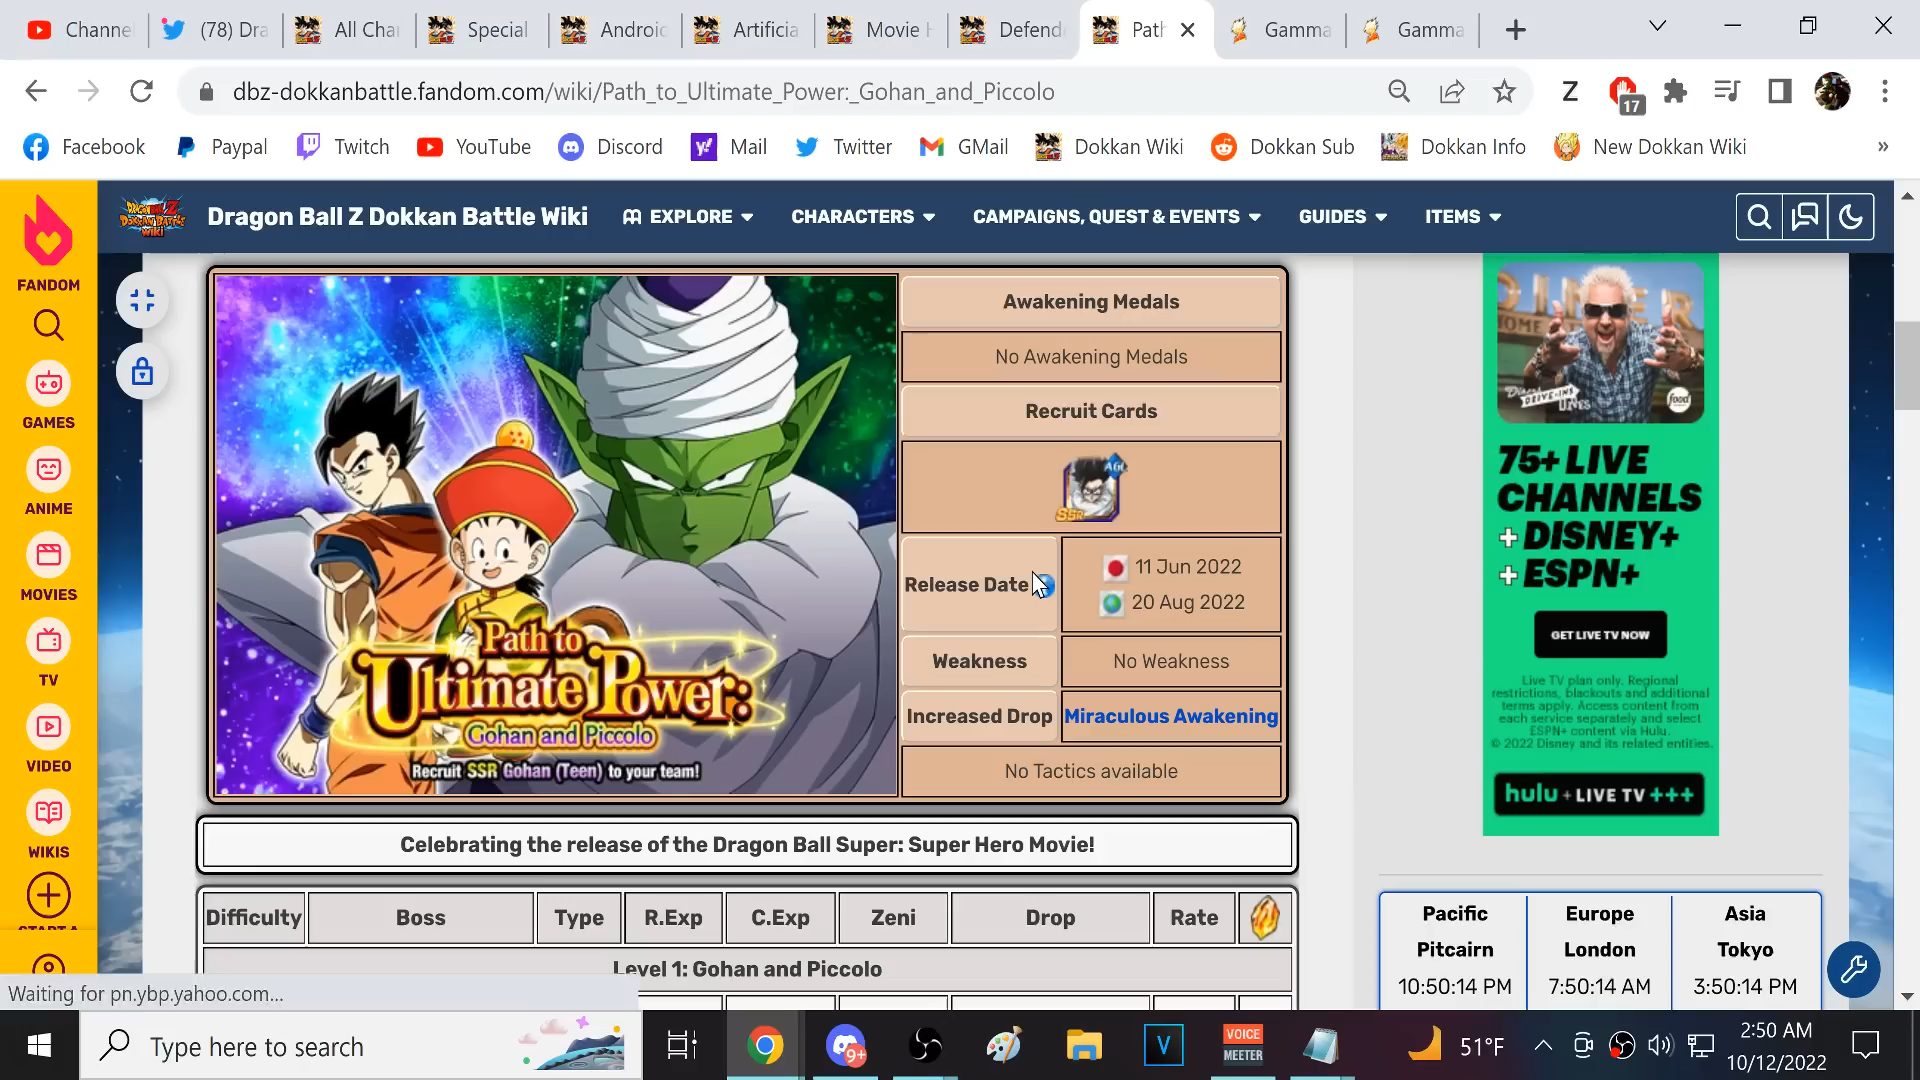 Channe
(78) Dra
All Cha
Special
Android
Artificia
Movie H
Defende
Path
Gamma
Gamma
dbz-dokkanbattle.fandom.com/wiki/Path_to_Ultimate_Power:_Gohan_and_Piccolo
Z
17
Facebook
Paypal
Twitch
YouTube
Discord
Mail
Twitter
GMail
Dokkan Wiki
Dokkan Sub
Dokkan Info
New Dokkan Wiki
»
Dragon Ball Z Dokkan Battle Wiki
EXPLORE
CHARACTERS
CAMPAIGNS, QUEST & EVENTS
GUIDES
ITEMS
FANDOM
GAMES
ANIME
MOVIES
TV
VIDEO
WIKIS
START A
Path to
Ultimate Power:
Gohan and Piccolo
Recruit SSR Gohan (Teen) to your team!
Awakening Medals
No Awakening Medals
Recruit Cards
AGL
SSR
Release Date
11 Jun 2022
20 Aug 2022
Weakness
No Weakness
Increased Drop
Miraculous Awakening
No Tactics available
Celebrating the release of the Dragon Ball Super: Super Hero Movie!
Difficulty
Boss
Type
R.Exp
C.Exp
Zeni
Drop
Rate
Level 1: Gohan and Piccolo
food
75+ LIVE
CHANNELS
+ DISNEY+
+ ESPN+
GET LIVE TV NOW
Live TV plan only. Regional
restrictions, blackouts and additional
terms apply. Access content from
each service separately and select
ESPN+ content via Hulu.
© 2022 Disney and its related entities.
hulu + LIVE TV +++
Pacific
Pitcairn
10:50:14 PM
Europe
London
7:50:14 AM
Asia
Tokyo
3:50:14 PM
Waiting for pn.ybp.yahoo.com...
Type here to search
9+
V
VOICE
MEETER
51°F
2:50 AM
10/12/2022